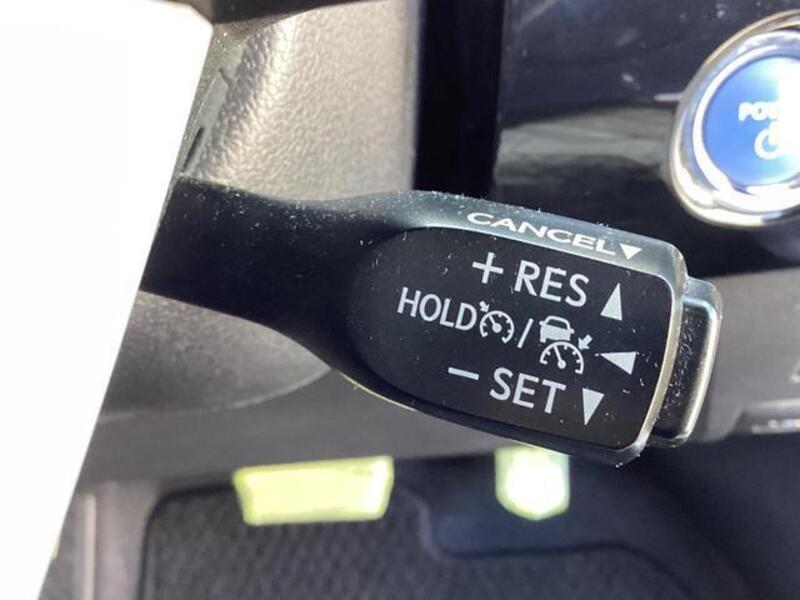 CANCEL
+ RES
HOLD /
− SET